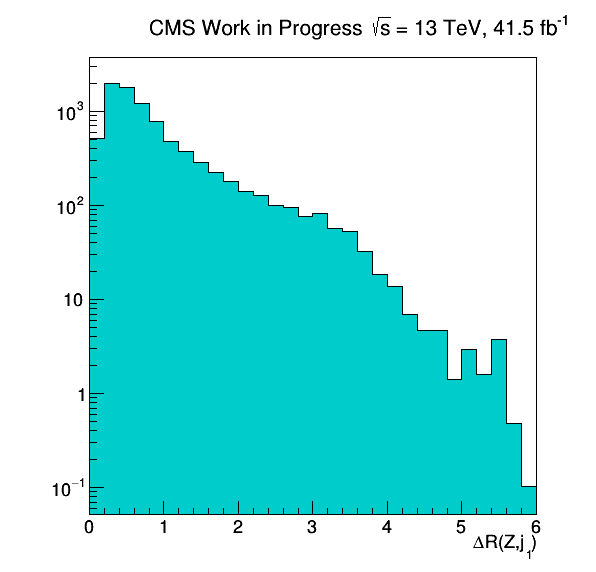 CMS Work in Progress √s = 13 TeV, 41.5 fb⁻¹
10³
10²
10
1
10⁻¹
0 1 2 3 4 5 6
ΔR(Z,j₁)